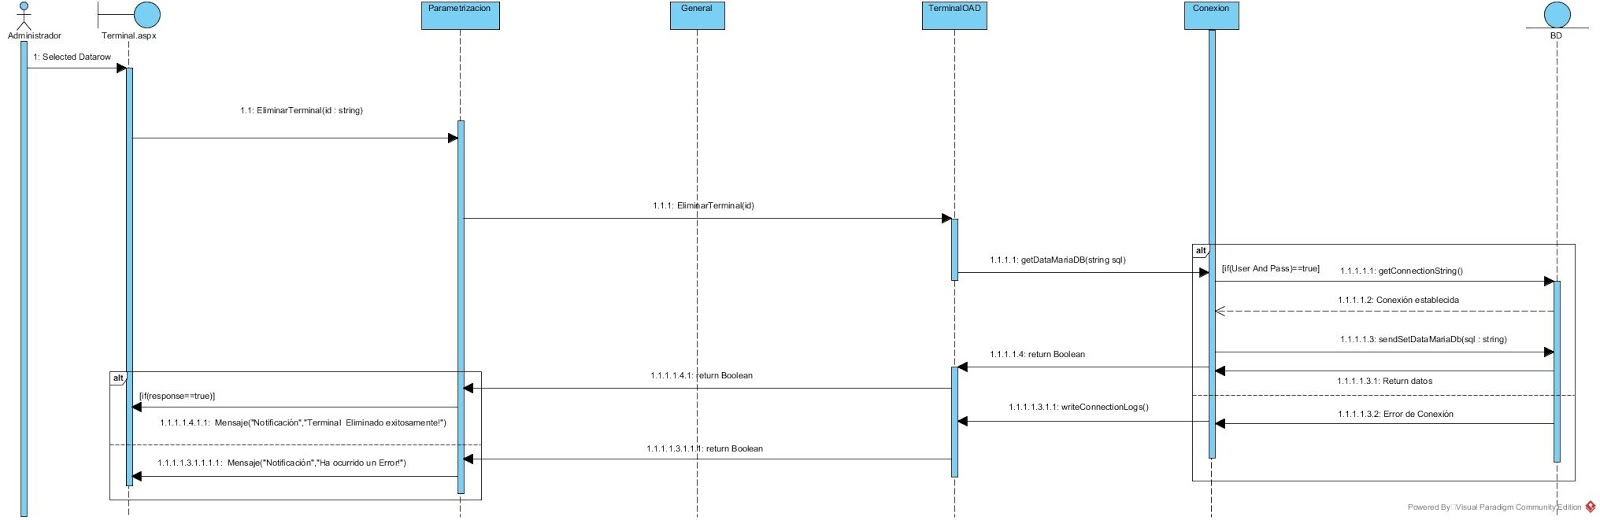 Parametrizacion
General
TerminalOAD
Conexion
Administrador
Terminal.aspx
BD
1: Selected Datarow
1.1: EliminarTerminal(id : string)
1.1.1: EliminarTerminal(id)
alt
1.1.1.1: getDataMariaDB(string sql)
[if(User And Pass)==true]
1.1.1.1.1: getConnectionString()
1.1.1.1.2: Conexión establecida
1.1.1.1.3: sendSetDataMariaDb(sql : string)
1.1.1.1.4: return Boolean
1.1.1.1.4.1: return Boolean
alt
1.1.1.1.3.1: Return datos
[if(response==true)]
1.1.1.1.3.1.1: writeConnectionLogs()
1.1.1.1.3.2: Error de Conexión
1.1.1.1.4.1.1: Mensaje("Notificación","Terminal Eliminado exitosamente!")
1.1.1.1.3.1.1.1: return Boolean
1.1.1.1.3.1.1.1.1: Mensaje("Notificación","Ha ocurrido un Error!")
Powered By Visual Paradigm Community Edition